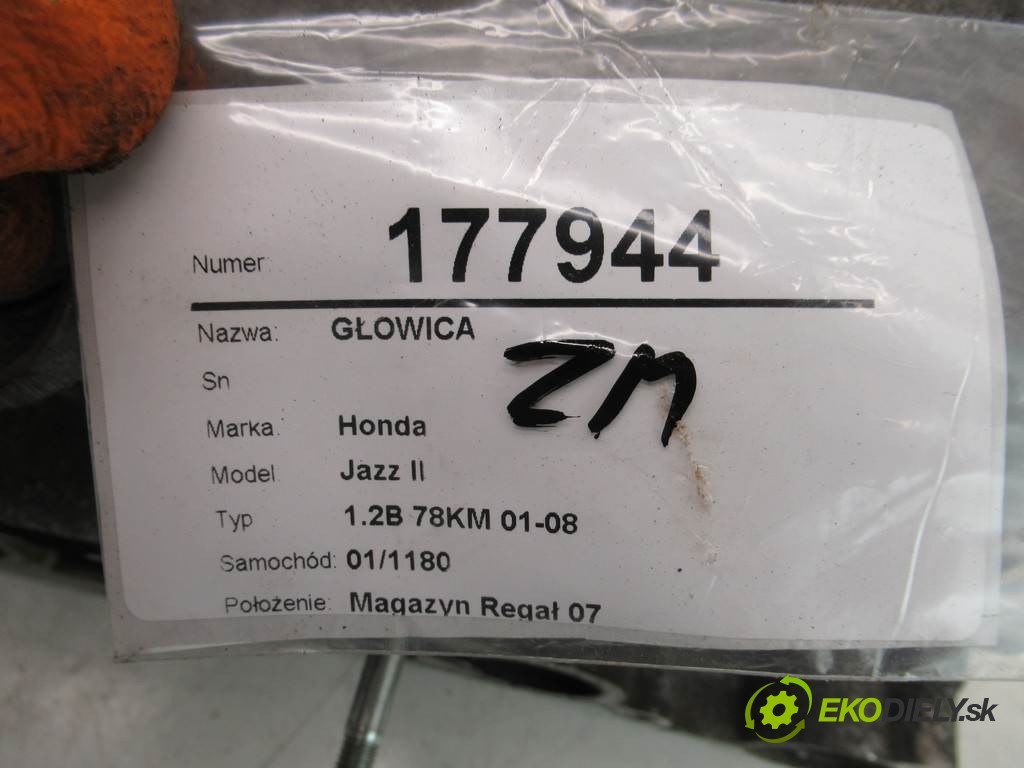 Numer 177944
Nazwa: GŁOWICA
ZM
Sn
Marka: Honda
Model Jazz II
Typ 1.2B 78KM 01-08
Samochód: 01/1180
Położenie: Magazyn Regał 07
EKODIELY.sk